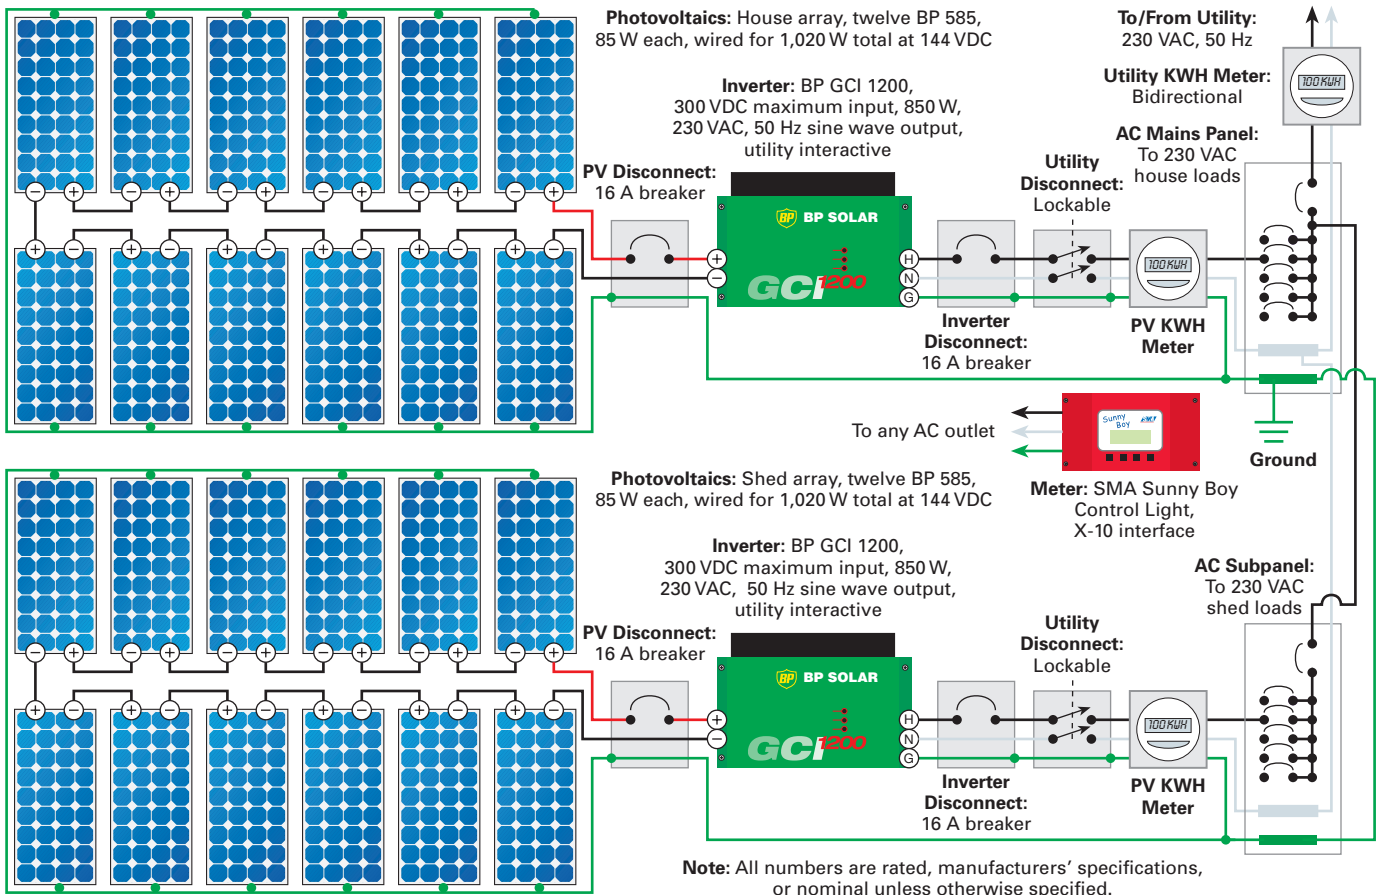 Photovoltaics: House array, twelve BP 585,
85 W each, wired for 1,020 W total at 144 VDC
To/From Utility:
230 VAC, 50 Hz
Utility KWH Meter:
Bidirectional
100 KWH
Inverter: BP GCI 1200,
300 VDC maximum input, 850 W,
230 VAC, 50 Hz sine wave output,
utility interactive
AC Mains Panel:
To 230 VAC
house loads
PV Disconnect:
16 A breaker
Utility
Disconnect:
Lockable
BP BP SOLAR
GCI 1200
H
N
G
100 KWH
Inverter
Disconnect:
16 A breaker
PV KWH
Meter
To any AC outlet
Sunny
Boy
SMA
Ground
Meter: SMA Sunny Boy
Control Light,
X-10 interface
Photovoltaics: Shed array, twelve BP 585,
85 W each, wired for 1,020 W total at 144 VDC
Inverter: BP GCI 1200,
300 VDC maximum input, 850 W,
230 VAC, 50 Hz sine wave output,
utility interactive
AC Subpanel:
To 230 VAC
shed loads
PV Disconnect:
16 A breaker
Utility
Disconnect:
Lockable
BP BP SOLAR
GCI 1200
H
N
G
100 KWH
Inverter
Disconnect:
16 A breaker
PV KWH
Meter
Note: All numbers are rated, manufacturers' specifications,
or nominal unless otherwise specified.